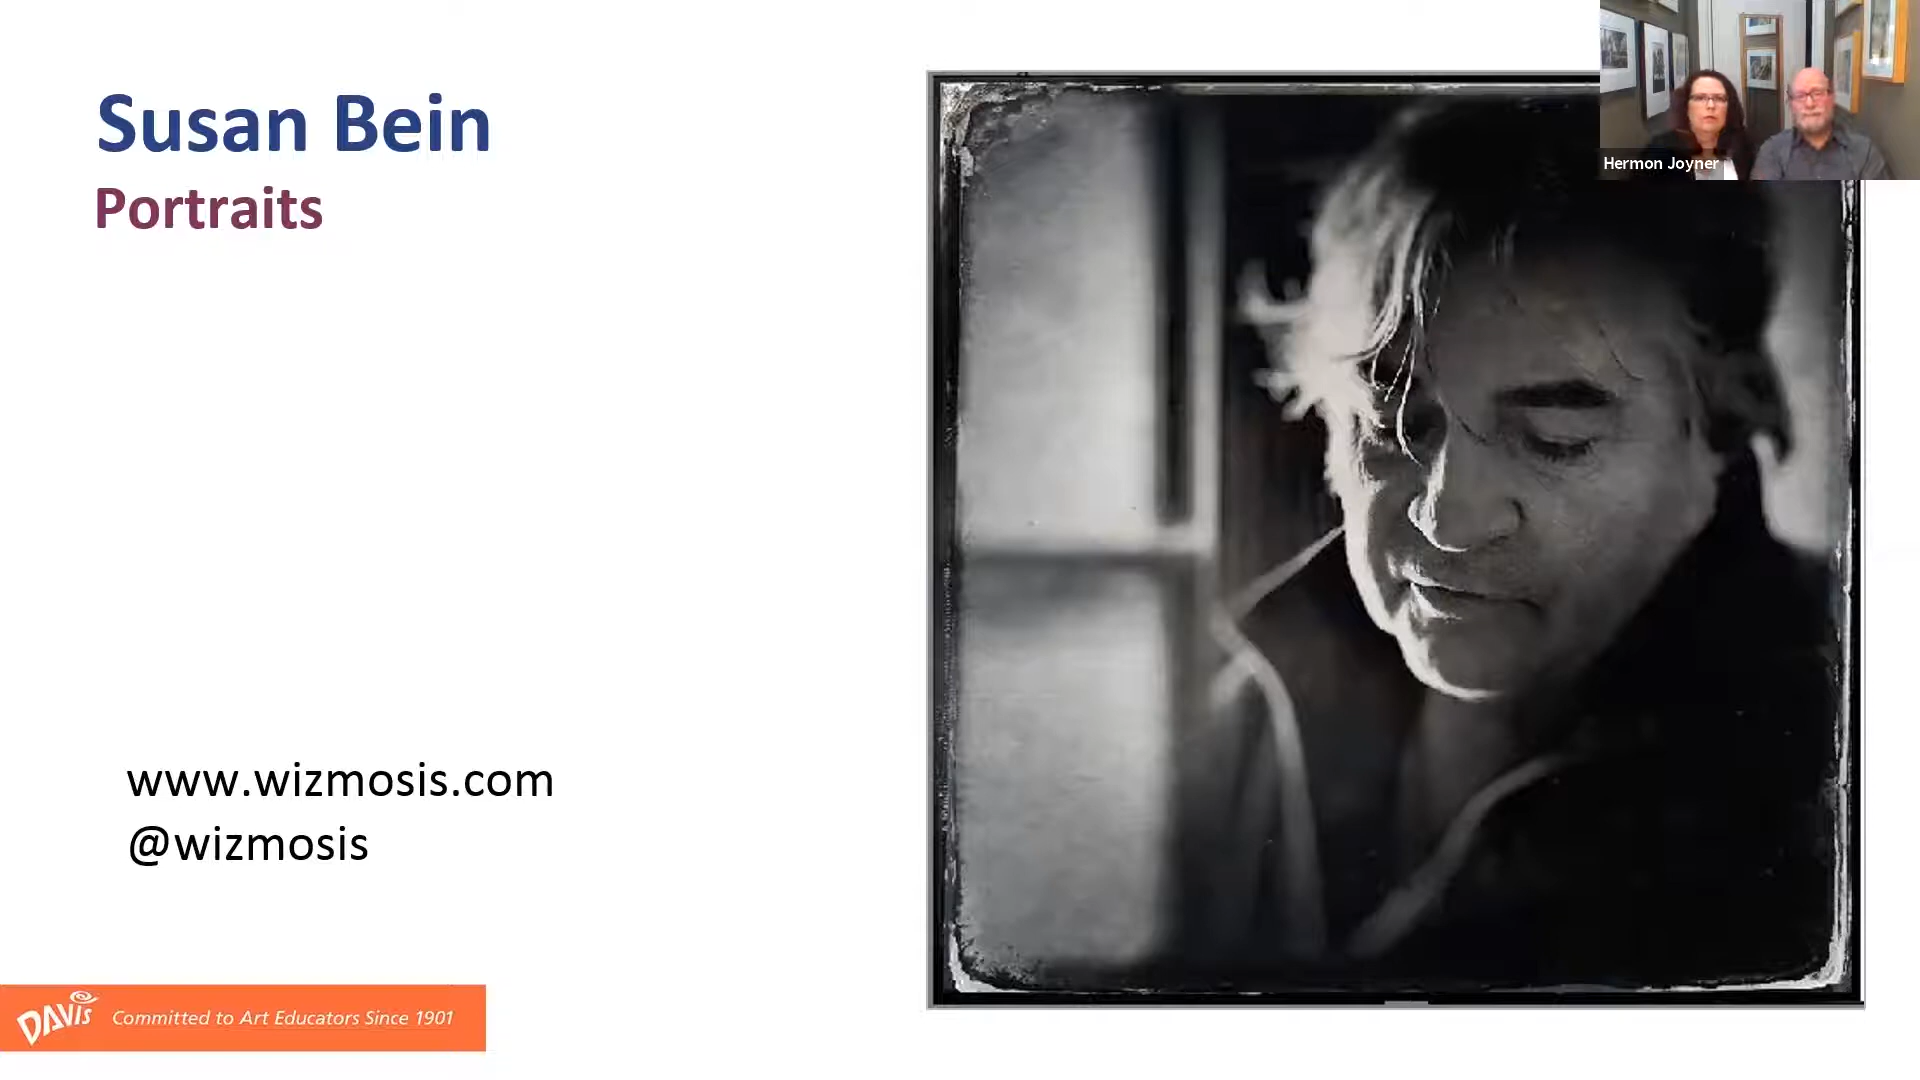 Susan Bein
Portraits
Hermon Joyner
www.wizmosis.com
@wizmosis
DAVIS Committed to Art Educators Since 1901